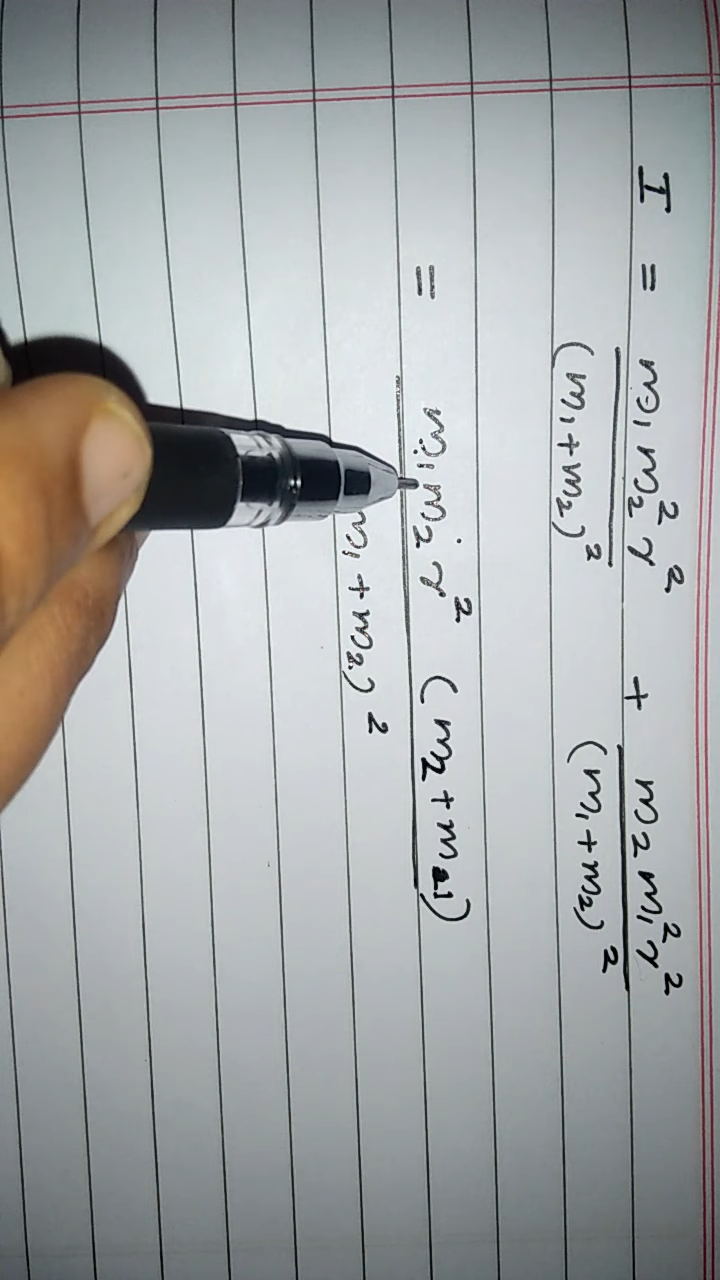 I = m₁m₂²r² / (m₁+m₂)² + m₂m₁²r² / (m₁+m₂)²
= m₁m₂r² (m₂+m₁) / m₁+m₂)²